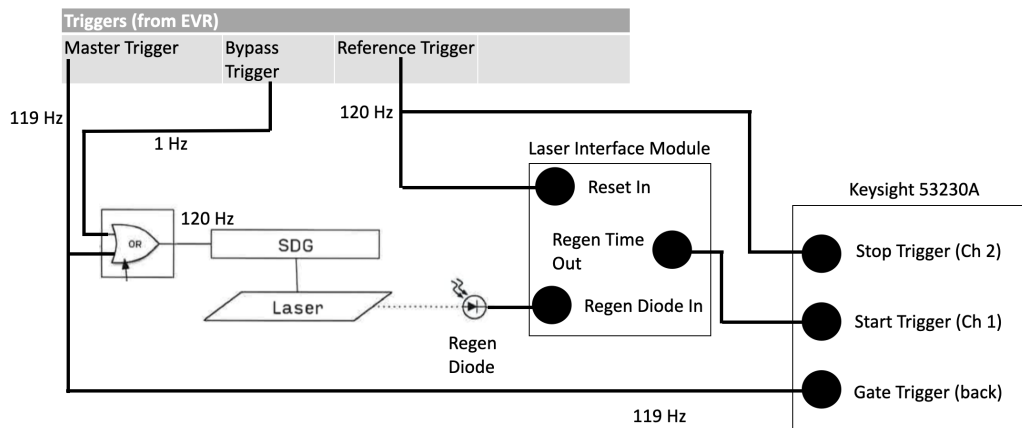 Triggers (from EVR)
Master Trigger
Bypass
Trigger
Reference Trigger
119 Hz
1 Hz
120 Hz
Laser Interface Module
Reset In
Regen Time
Out
Regen Diode In
Keysight 53230A
Stop Trigger (Ch 2)
Start Trigger (Ch 1)
Gate Trigger (back)
OR
120 Hz
SDG
Laser
Regen
Diode
119 Hz